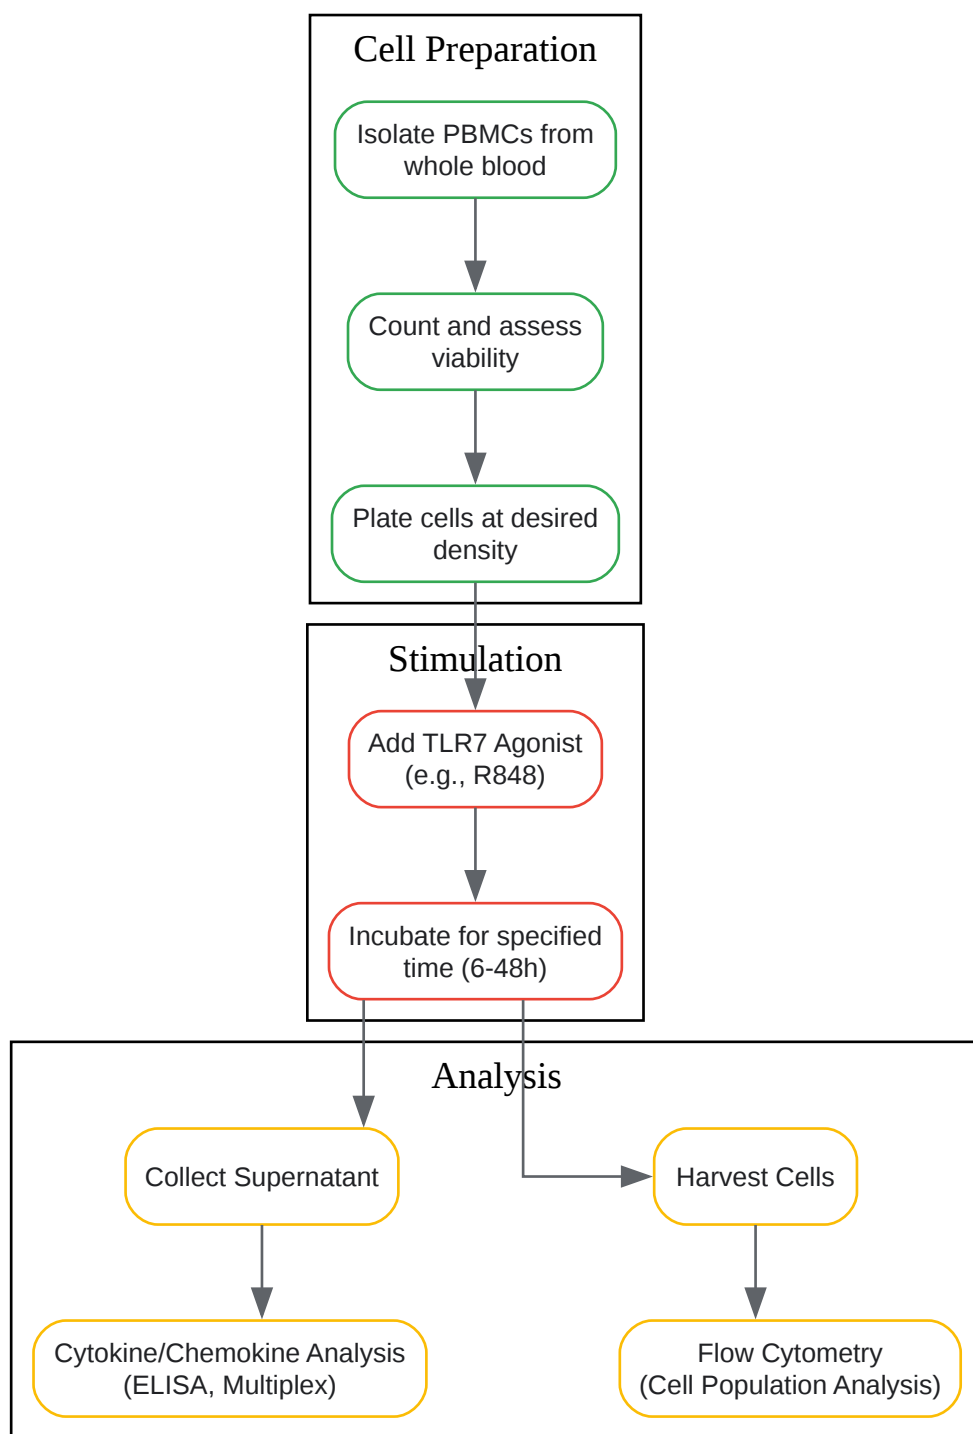 Cell Preparation
Isolate PBMCs from
whole blood
Count and assess
viability
Plate cells at desired
density
Stimulation
Add TLR7 Agonist
(e.g., R848)
Incubate for specified
time (6-48h)
Analysis
Collect Supernatant
Harvest Cells
Cytokine/Chemokine Analysis
(ELISA, Multiplex)
Flow Cytometry
(Cell Population Analysis)